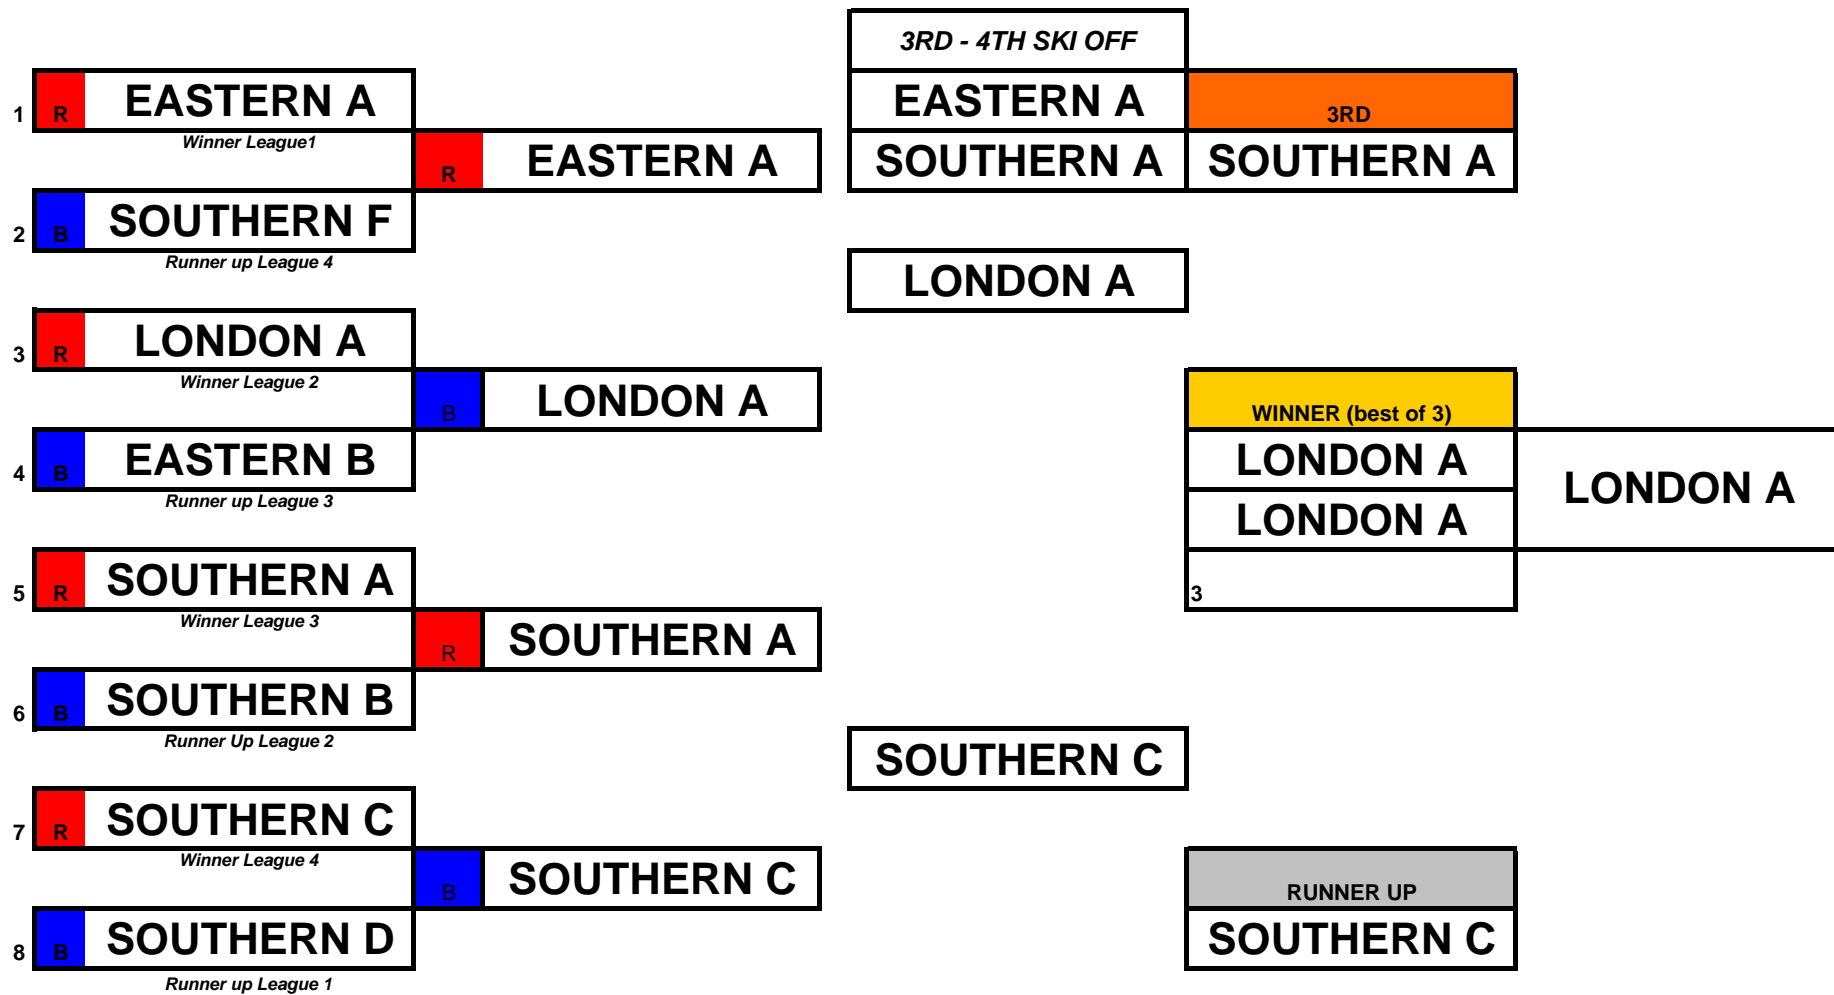 3RD - 4TH SKI OFF
1 R EASTERN A EASTERN A 3RD
Winner League1
R EASTERN A SOUTHERN A SOUTHERN A
2 B SOUTHERN F
Runner up League 4
LONDON A
3 R LONDON A
Winner League 2
B LONDON A WINNER (best of 3)
4 B EASTERN B LONDON A
LONDON A
Runner up League 3
LONDON A
5 R SOUTHERN A 3
Winner League 3
R SOUTHERN A
6 B SOUTHERN B
Runner Up League 2
SOUTHERN C
7 R SOUTHERN C
Winner League 4
B SOUTHERN C RUNNER UP
8 B SOUTHERN D SOUTHERN C
Runner up League 1